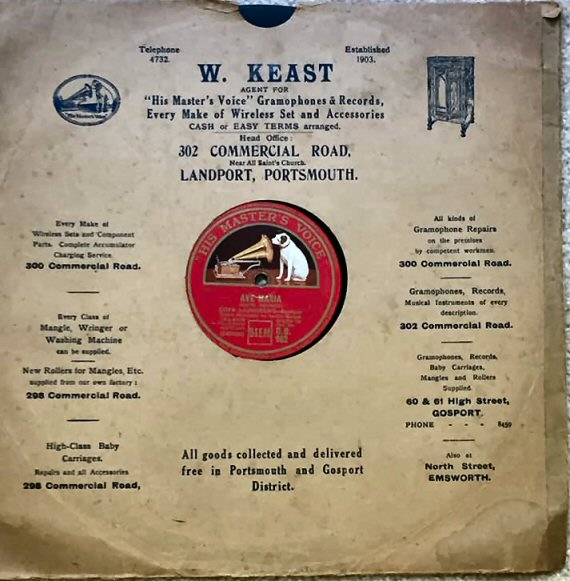 Telephone
4732.
Established
1903.
W. KEAST
AGENT FOR
"His Master's Voice" Gramophones & Records,
Every Make of Wireless Set and Accessories
CASH or EASY TERMS arranged.
Head Office:
302 COMMERCIAL ROAD,
Near All Saint's Church.
LANDPORT, PORTSMOUTH.
"His Master's Voice"
Every Make of
Wireless Sets and Component
Parts. Complete Accumulator
Charging Service.
300 Commercial Road.
Every Class of
Mangle, Wringer or
Washing Machine
can be supplied.
New Rollers for Mangles, Etc.
supplied from our own factory:
298 Commercial Road.
High-Class Baby
Carriages.
Repairs and all Accessories
298 Commercial Road,
"HIS MASTER'S VOICE"
AVE MARIA
D.B.
All goods collected and delivered
free in Portsmouth and Gosport
District.
All kinds of
Gramophone Repairs
on the premises
by competent workmen.
300 Commercial Road.
Gramophones, Records,
Musical Instruments of every
description.
302 Commercial Road.
Gramophones, Records,
Baby Carriages,
Mangles and Rollers
Supplied.
60 & 61 High Street,
GOSPORT.
PHONE - - - 8459
Also at
North Street,
EMSWORTH.